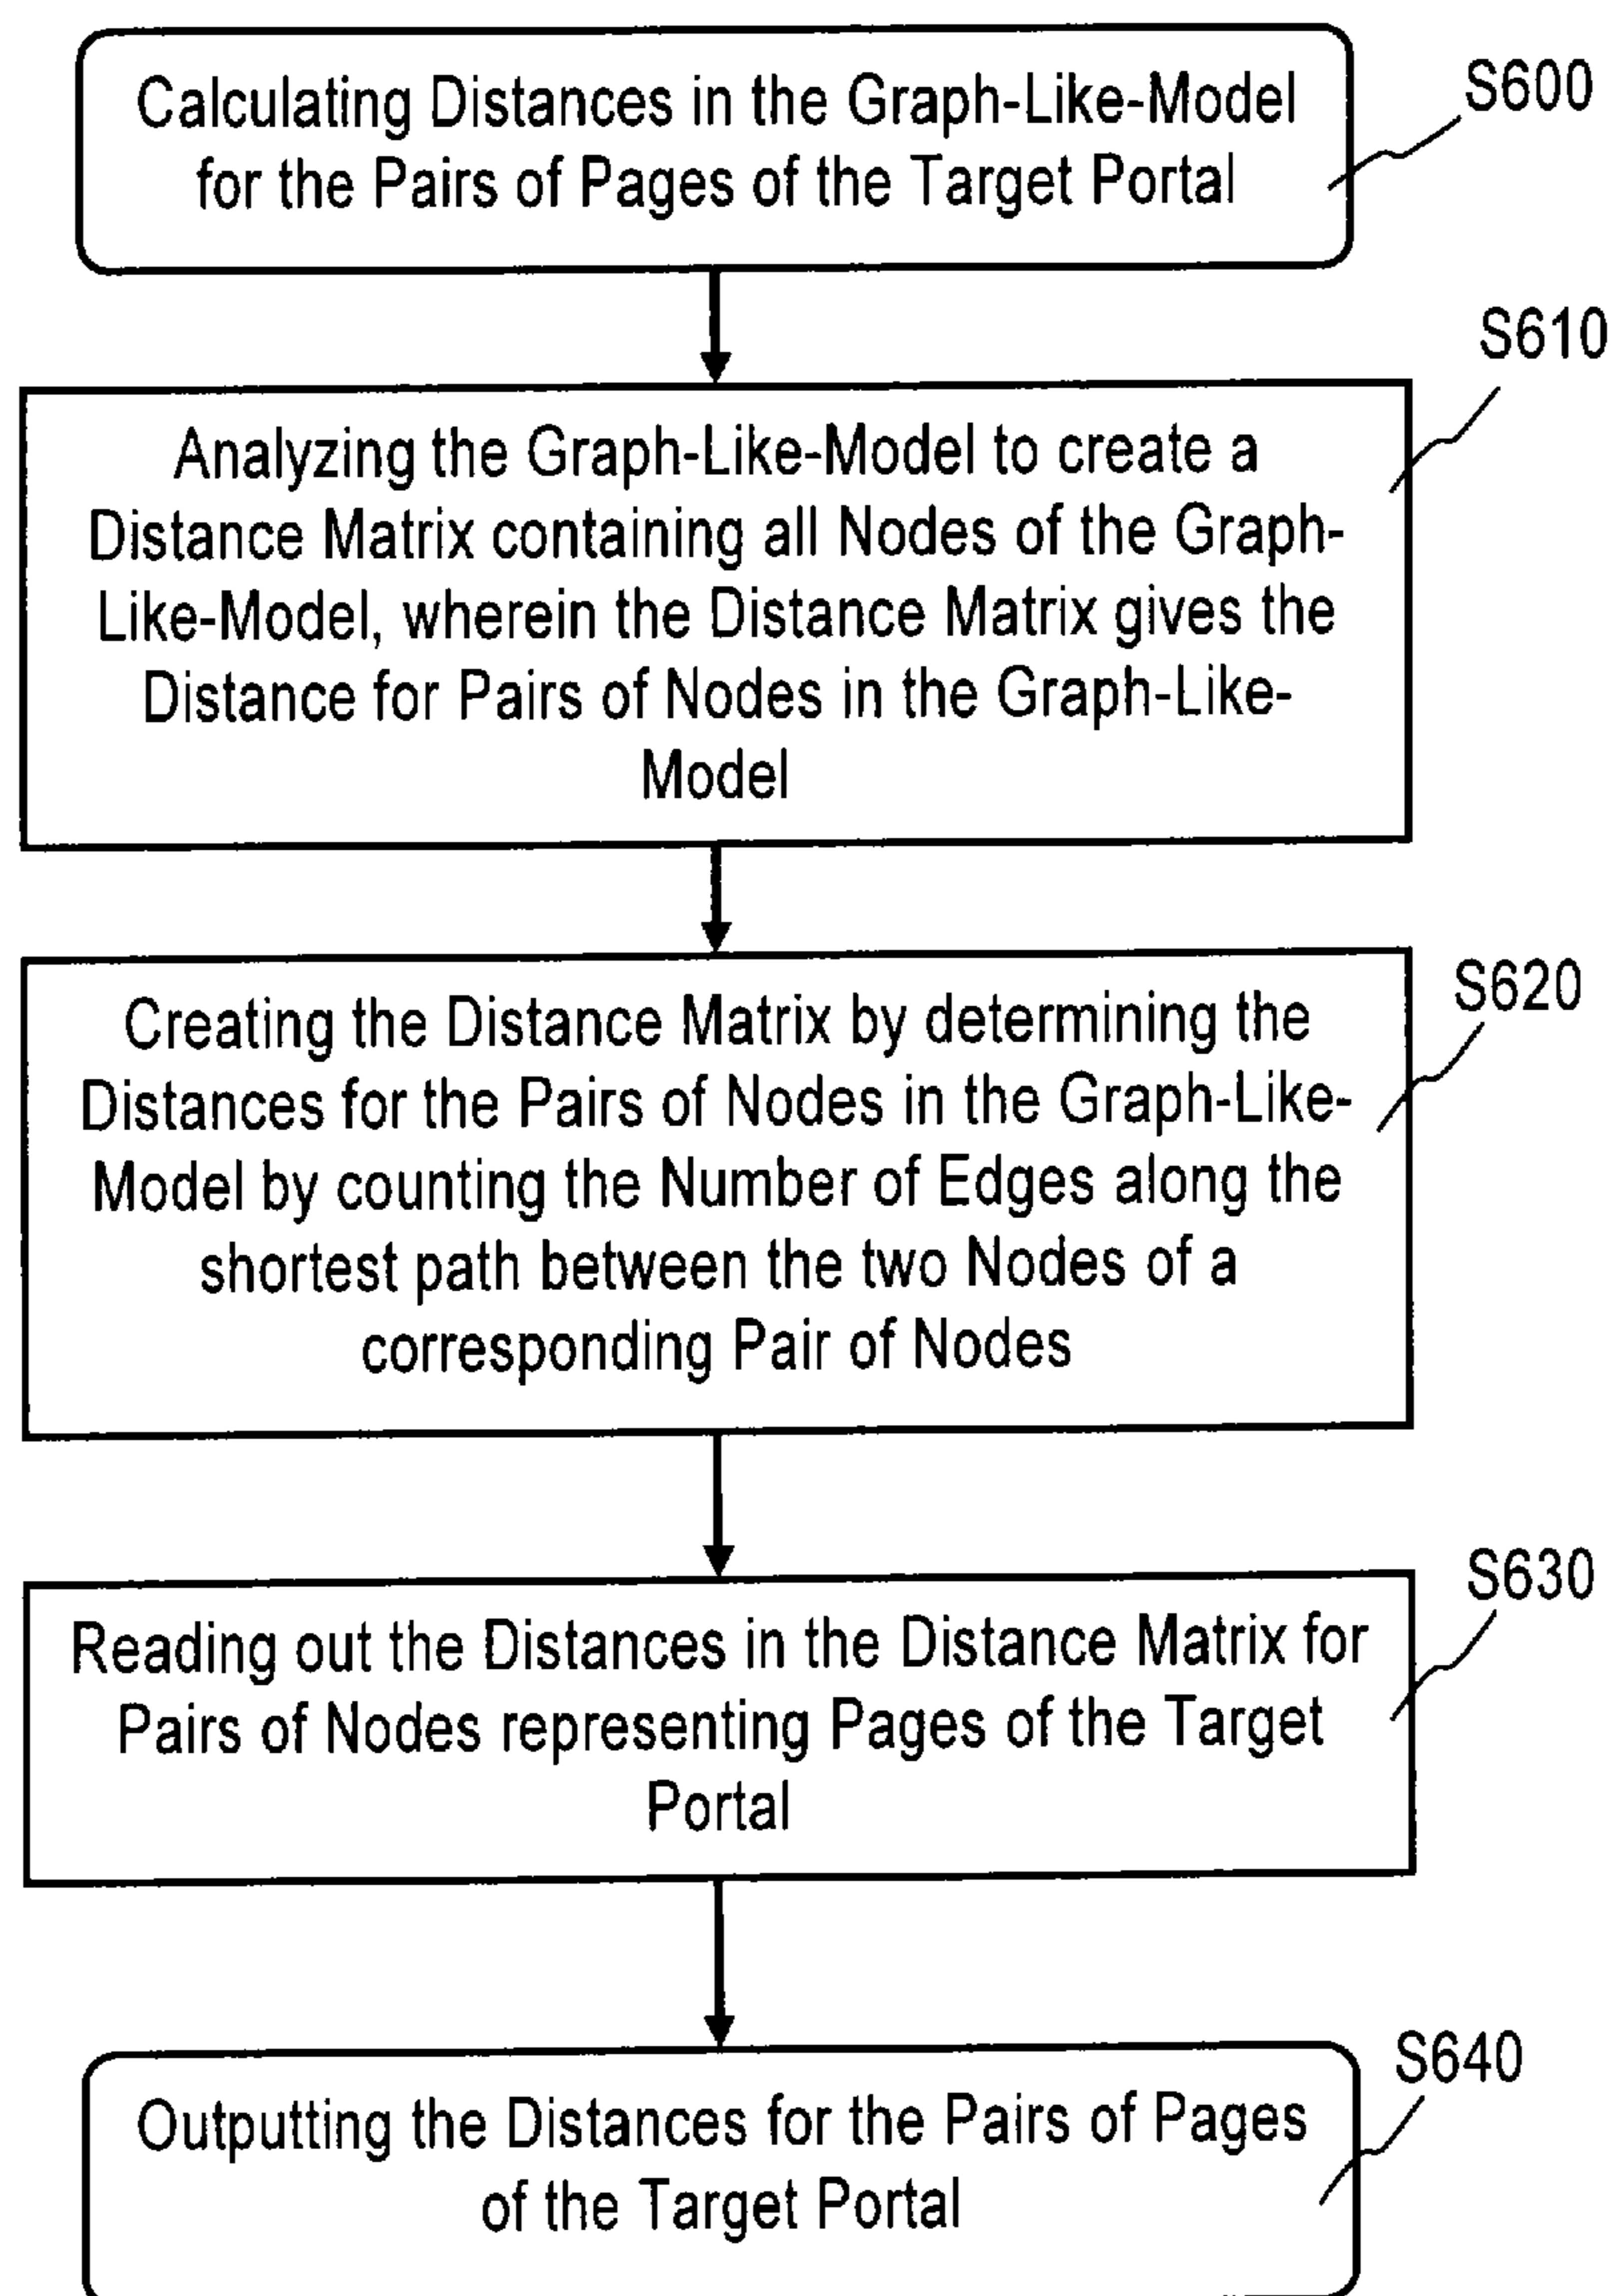 Calculating Distances in the Graph-Like-Model
for the Pairs of Pages of the Target Portal
S600
S610
Analyzing the Graph-Like-Model to create a
Distance Matrix containing all Nodes of the Graph-
Like-Model, wherein the Distance Matrix gives the
Distance for Pairs of Nodes in the Graph-Like-
Model
S620
Creating the Distance Matrix by determining the
Distances for the Pairs of Nodes in the Graph-Like-
Model by counting the Number of Edges along the
shortest path between the two Nodes of a
corresponding Pair of Nodes
S630
Reading out the Distances in the Distance Matrix for
Pairs of Nodes representing Pages of the Target
Portal
S640
Outputting the Distances for the Pairs of Pages
of the Target Portal